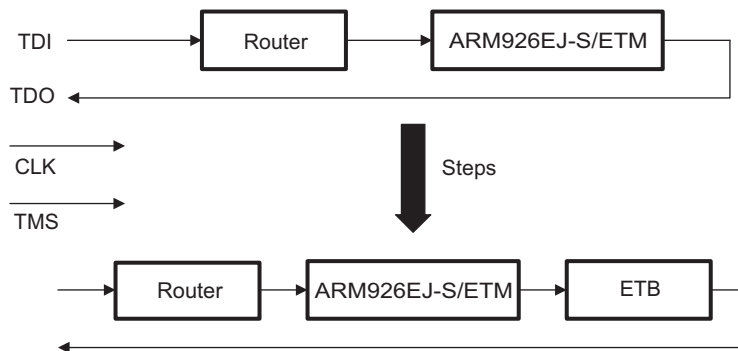 TDI
Router
ARM926EJ-S/ETM
TDO
CLK
Steps
TMS
Router
ARM926EJ-S/ETM
ETB